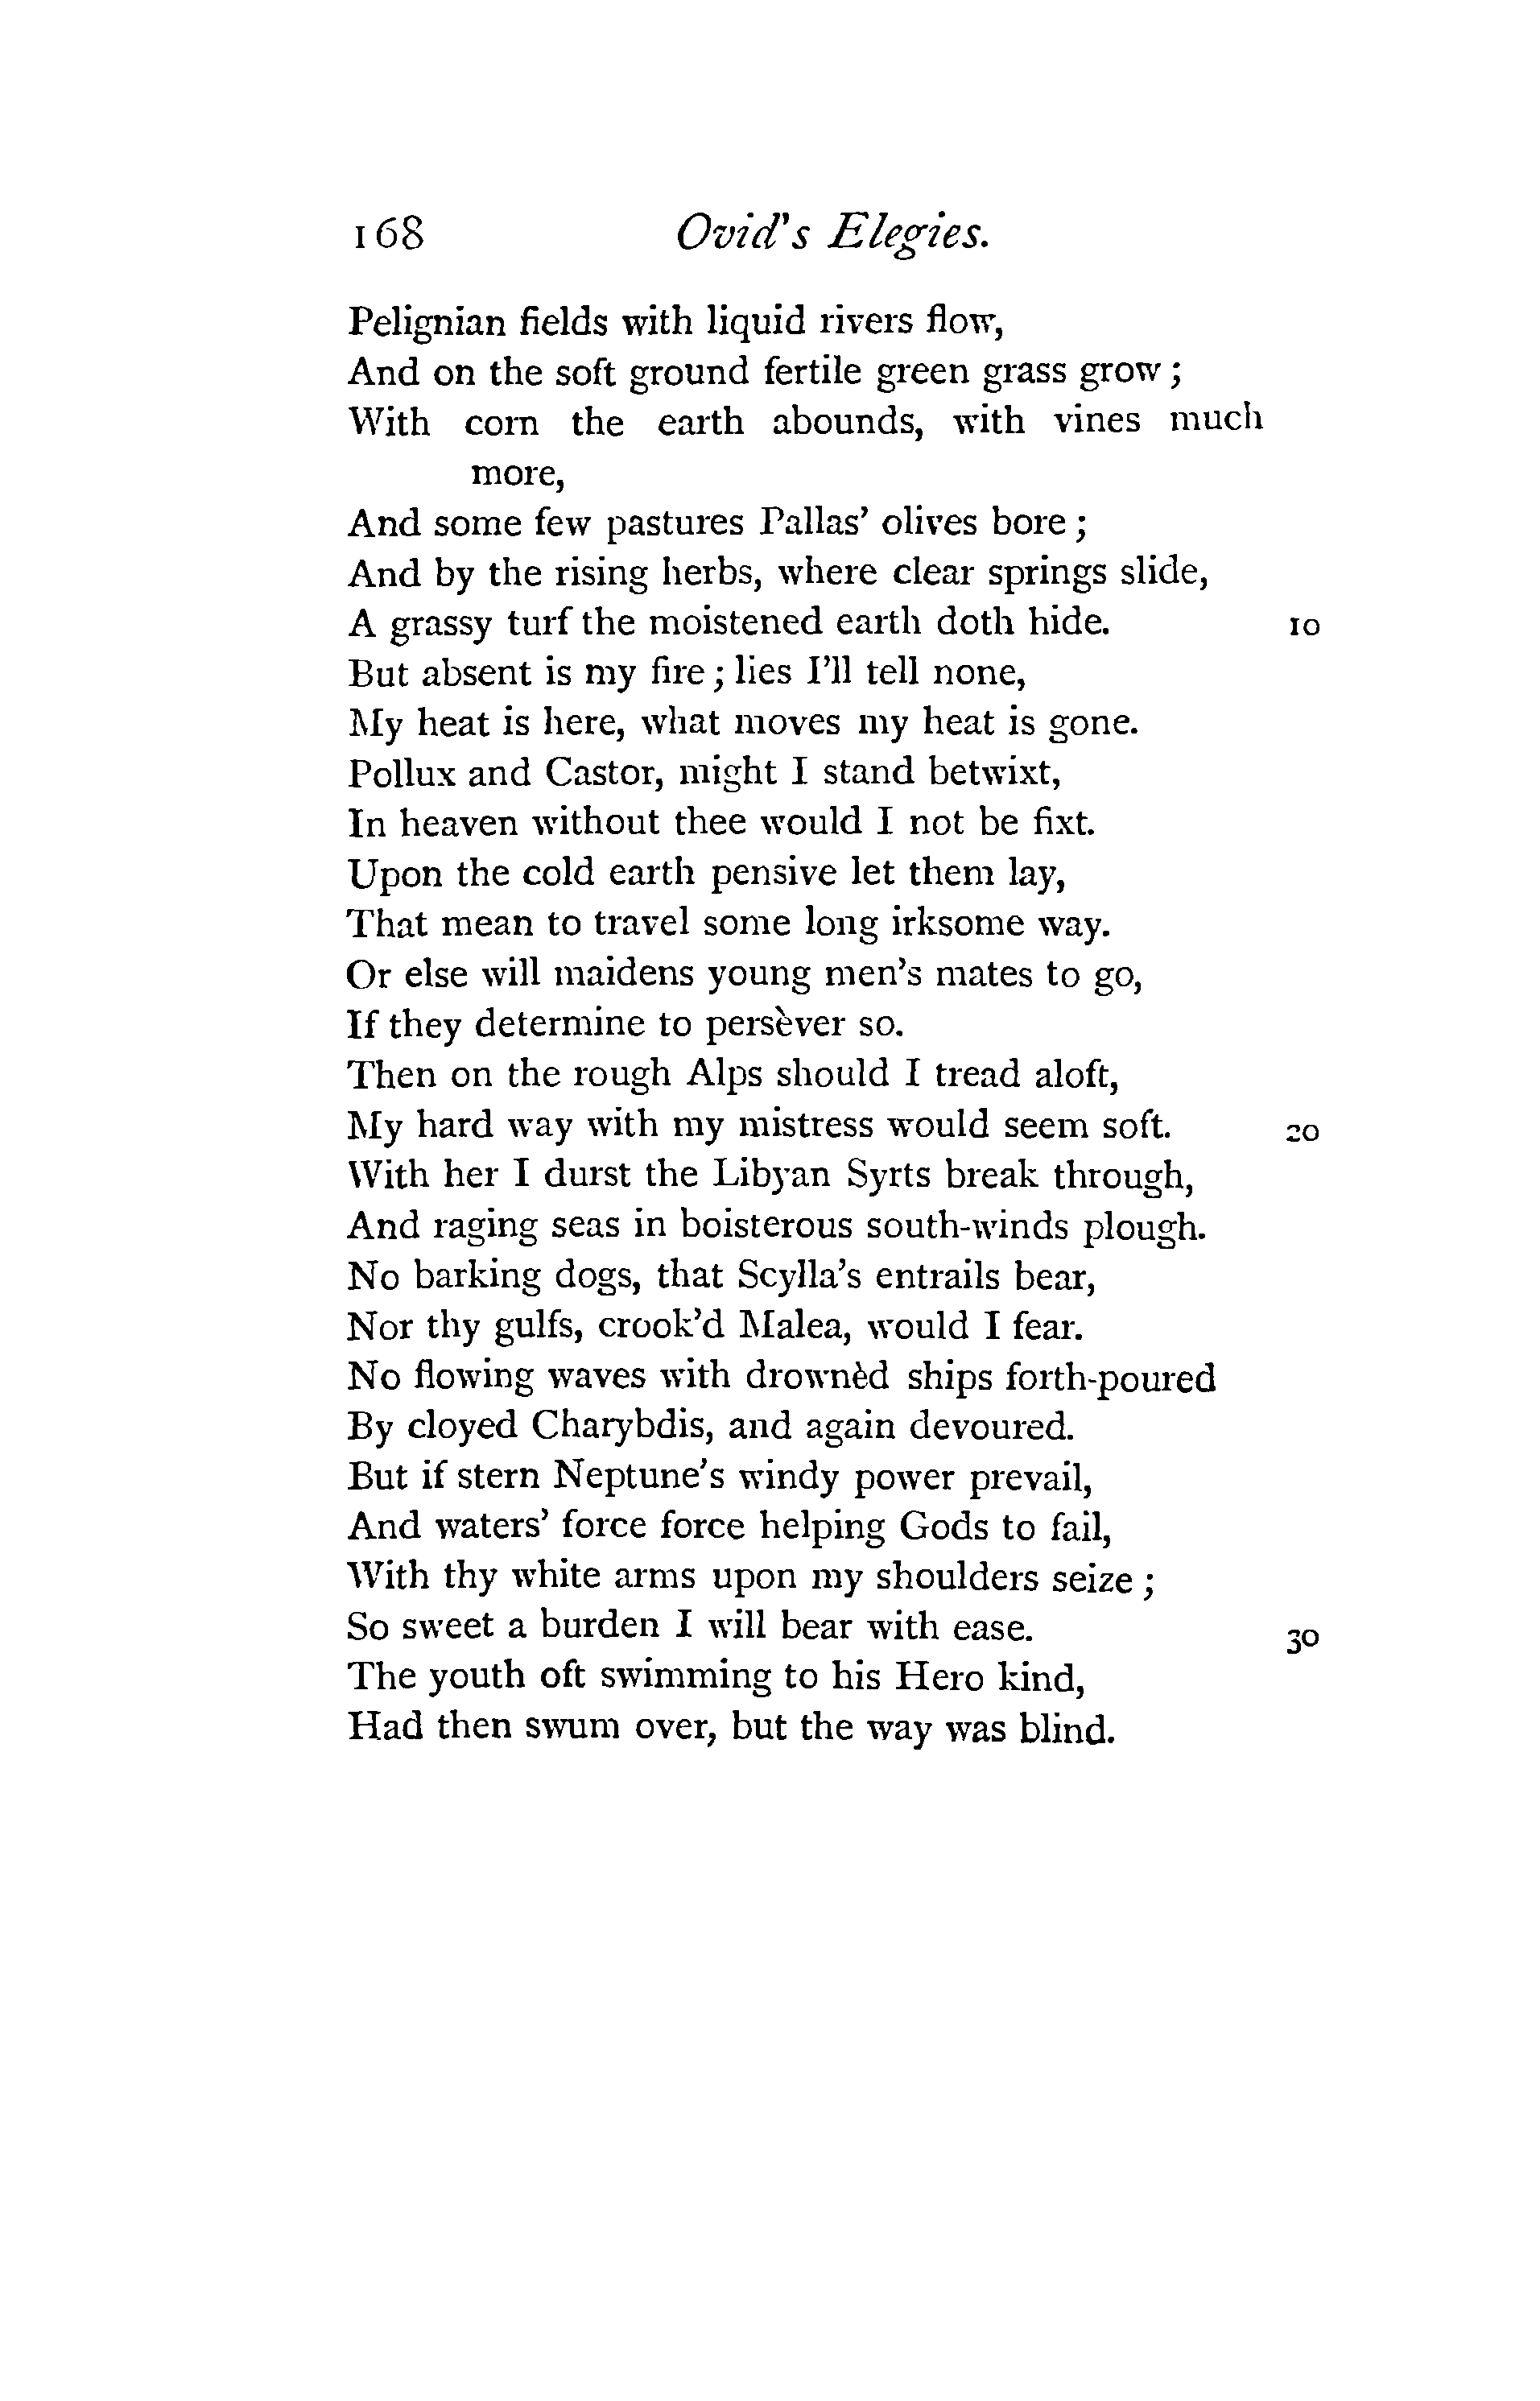 168 Ovid's Elegies.
Pelignian fields with liquid rivers flow,
And on the soft ground fertile green grass grow ;
With corn the earth abounds, with vines much
more,
And some few pastures Pallas' olives bore ;
And by the rising herbs, where clear springs slide,
A grassy turf the moistened earth doth hide. 10
But absent is my fire ; lies I'll tell none,
My heat is here, what moves my heat is gone.
Pollux and Castor, might I stand betwixt,
In heaven without thee would I not be fixt.
Upon the cold earth pensive let them lay,
That mean to travel some long irksome way.
Or else will maidens young men's mates to go,
If they determine to persèver so.
Then on the rough Alps should I tread aloft,
My hard way with my mistress would seem soft. 20
With her I durst the Libyan Syrts break through,
And raging seas in boisterous south-winds plough.
No barking dogs, that Scylla's entrails bear,
Nor thy gulfs, crook'd Malea, would I fear.
No flowing waves with drownèd ships forth-poured
By cloyed Charybdis, and again devoured.
But if stern Neptune's windy power prevail,
And waters' force force helping Gods to fail,
With thy white arms upon my shoulders seize ;
So sweet a burden I will bear with ease. 30
The youth oft swimming to his Hero kind,
Had then swum over, but the way was blind.